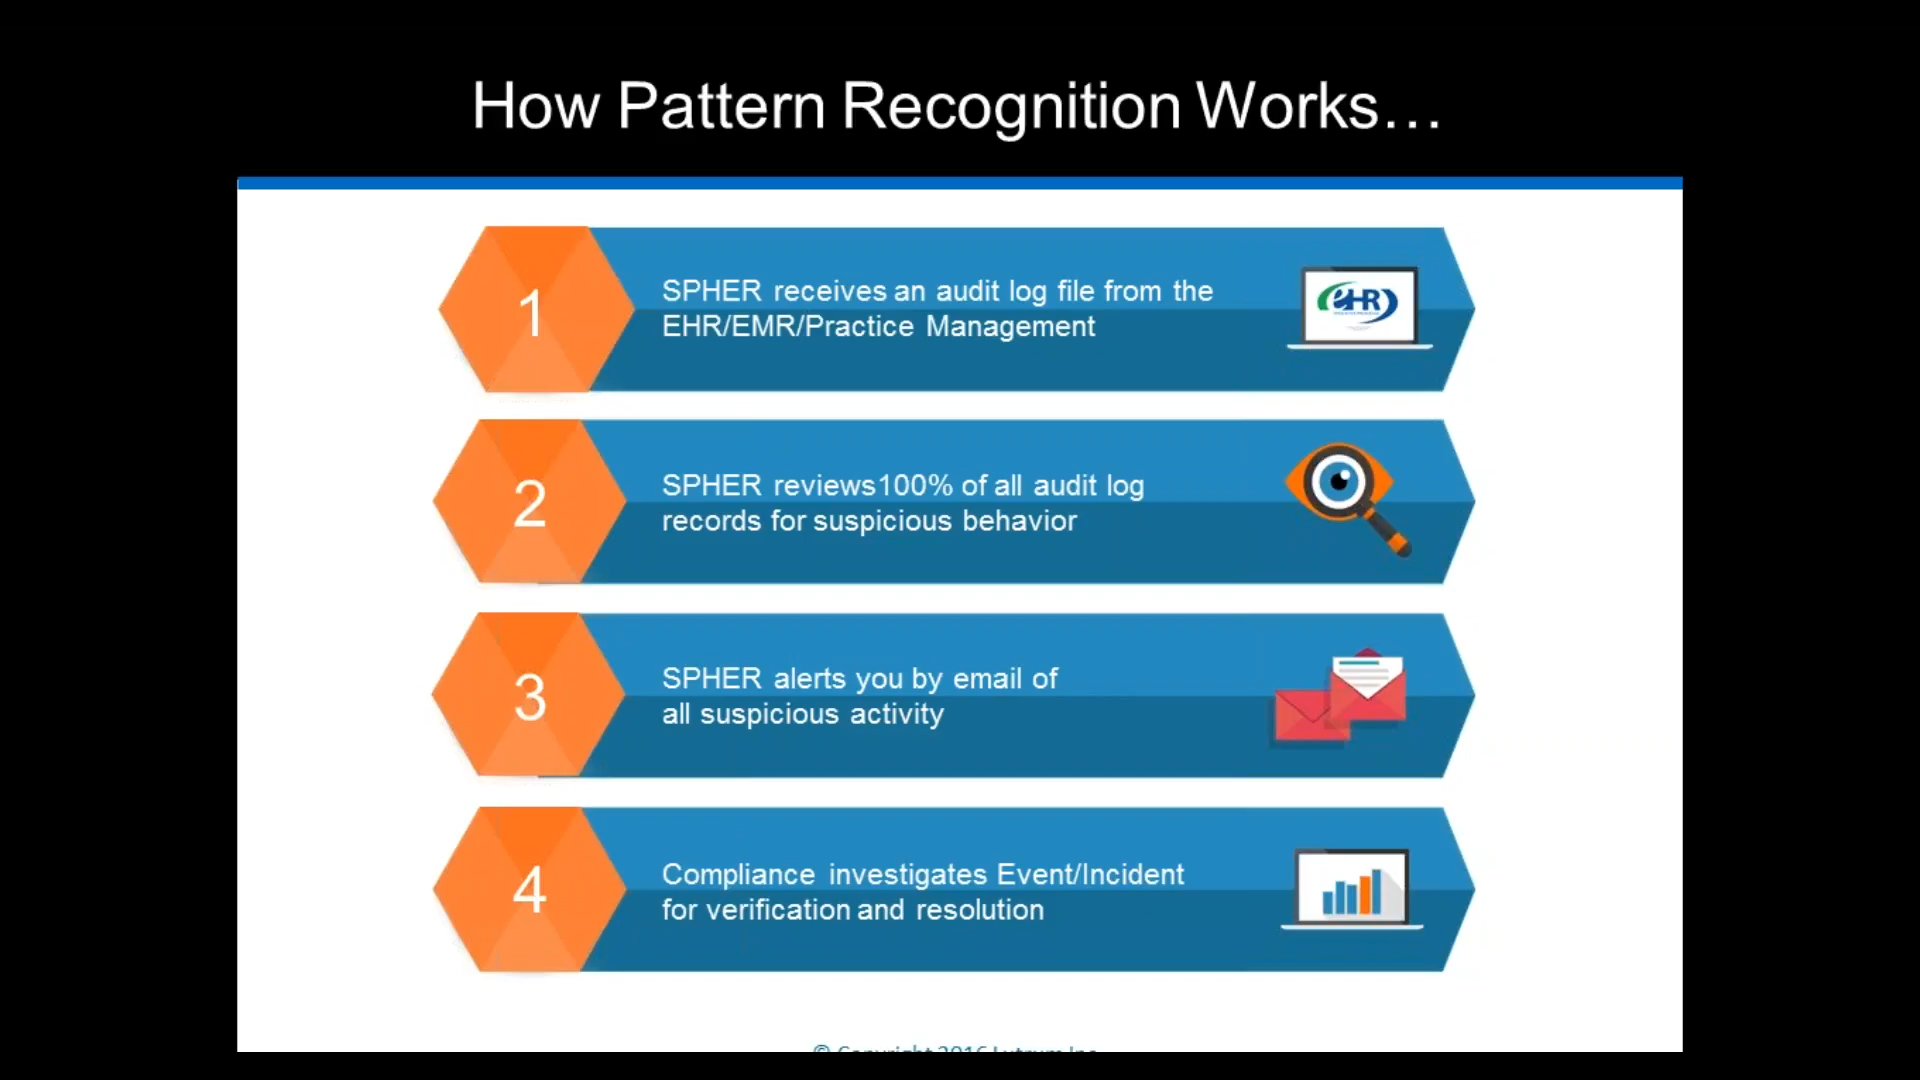 How Pattern Recognition Works…
1
SPHER receives an audit log file from the
EHR/EMR/Practice Management
eHR
2
SPHER reviews100% of all audit log
records for suspicious behavior
3
SPHER alerts you by email of
all suspicious activity
4
Compliance investigates Event/Incident
for verification and resolution
© Copyright 2016 Lutrum Inc